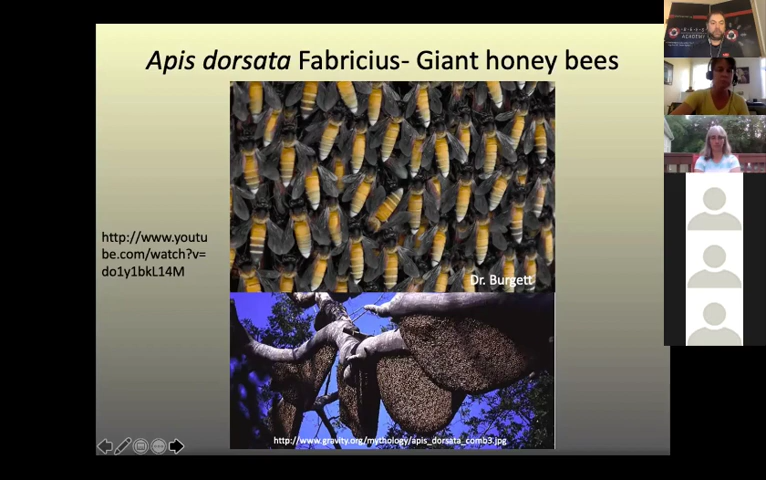 Apis dorsata Fabricius- Giant honey bees
http://www.youtu
be.com/watch?v=
do1y1bkL14M
Dr. Burgett
http://www.gravity.org/mythology/apis_dorsata_comb3.jpg
ACADEMY